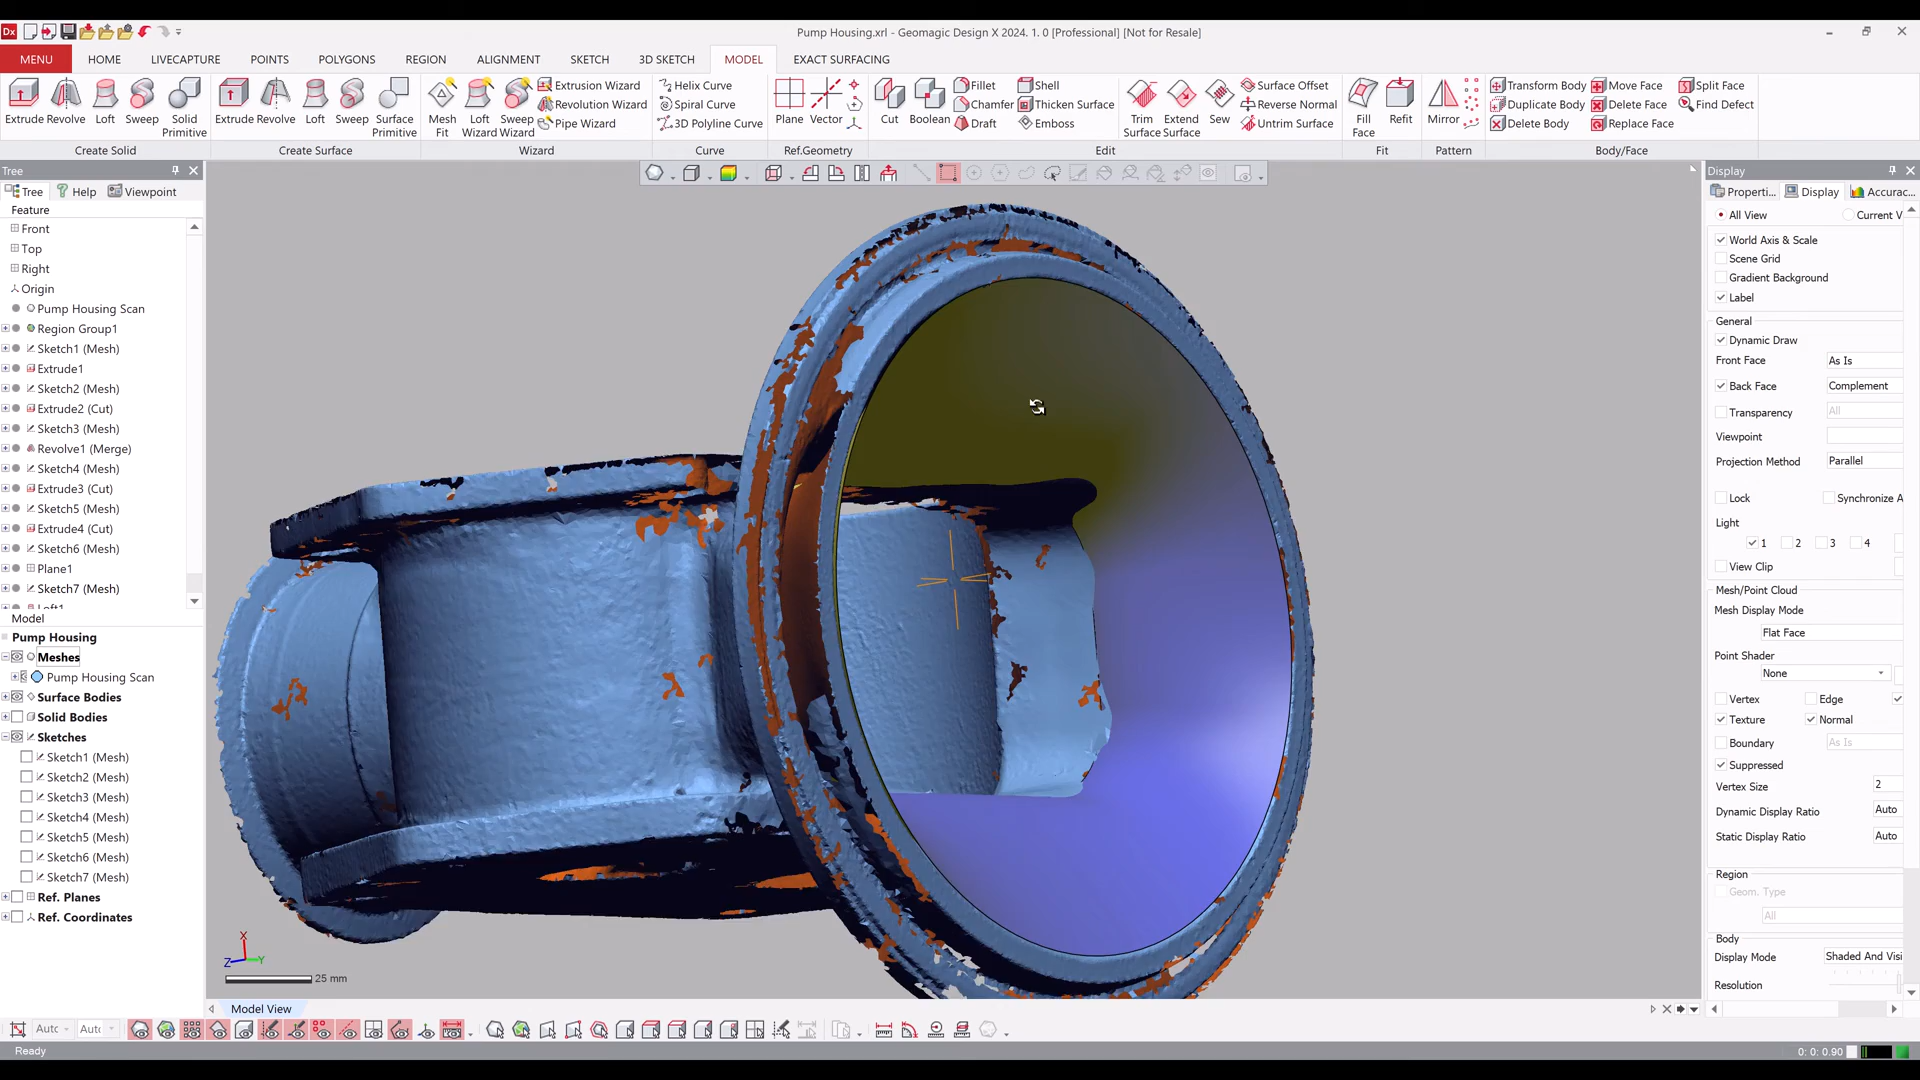 Pump Housing.xrl - Geomagic Design X 2024. 1. 0 [Professional] [Not for Resale]
MENU HOME LIVECAPTURE POINTS POLYGONS REGION ALIGNMENT SKETCH 3D SKETCH MODEL EXACT SURFACING
Extrude Revolve Loft Sweep Solid Primitive
Create Solid
Extrude Revolve Loft Sweep Surface Primitive
Create Surface
Mesh Fit Loft Wizard Sweep Wizard
Extrusion Wizard
Revolution Wizard
Pipe Wizard
Wizard
Helix Curve
Spiral Curve
3D Polyline Curve
Curve
Plane Vector
Ref.Geometry
Cut Boolean
Fillet
Chamfer
Draft
Shell
Thicken Surface
Emboss
Trim Surface Extend Surface Sew
Surface Offset
Reverse Normal
Untrim Surface
Edit
Fill Face Refit
Fit
Mirror
Pattern
Transform Body
Duplicate Body
Delete Body
Move Face
Delete Face
Replace Face
Split Face
Find Defect
Body/Face
Tree
Tree Help Viewpoint
Feature
Front
Top
Right
Origin
Pump Housing Scan
Region Group1
Sketch1 (Mesh)
Extrude1
Sketch2 (Mesh)
Extrude2 (Cut)
Sketch3 (Mesh)
Revolve1 (Merge)
Sketch4 (Mesh)
Extrude3 (Cut)
Sketch5 (Mesh)
Extrude4 (Cut)
Sketch6 (Mesh)
Plane1
Sketch7 (Mesh)
Loft1
Model
Pump Housing
Meshes
Pump Housing Scan
Surface Bodies
Solid Bodies
Sketches
Sketch1 (Mesh)
Sketch2 (Mesh)
Sketch3 (Mesh)
Sketch4 (Mesh)
Sketch5 (Mesh)
Sketch6 (Mesh)
Sketch7 (Mesh)
Ref. Planes
Ref. Coordinates
X
Z Y
25 mm
Model View
Auto Auto
Ready
0: 0: 0.90
Display
Properti... Display Accurac...
All View Current V
World Axis & Scale
Scene Grid
Gradient Background
Label
General
Dynamic Draw
Front Face As Is
Back Face Complement
Transparency All
Viewpoint
Projection Method Parallel
Lock Synchronize A
Light
1 2 3 4
View Clip
Mesh/Point Cloud
Mesh Display Mode
Flat Face
Point Shader
None
Vertex Edge
Texture Normal
Boundary As Is
Suppressed
Vertex Size 2
Dynamic Display Ratio Auto
Static Display Ratio Auto
Region
Geom. Type
All
Body
Display Mode Shaded And Visi
Resolution